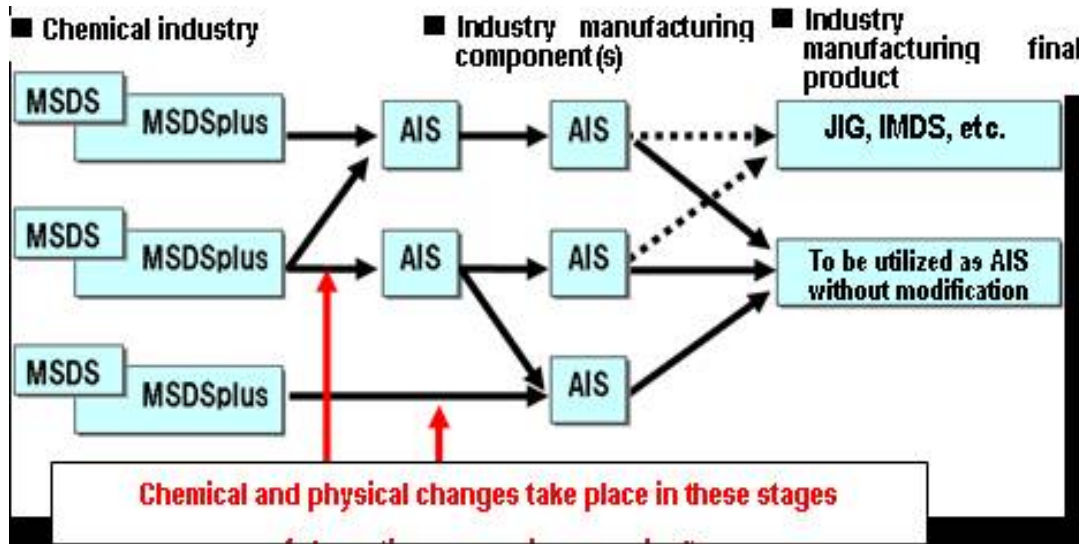 ■ Chemical industry
■ Industry manufacturing
component(s)
■ Industry
manufacturing final
product
MSDS
MSDSplus
AIS
AIS
JIG, IMDS, etc.
MSDS
MSDSplus
AIS
AIS
To be utilized as AIS
without modification
MSDS
MSDSplus
AIS
Chemical and physical changes take place in these stages